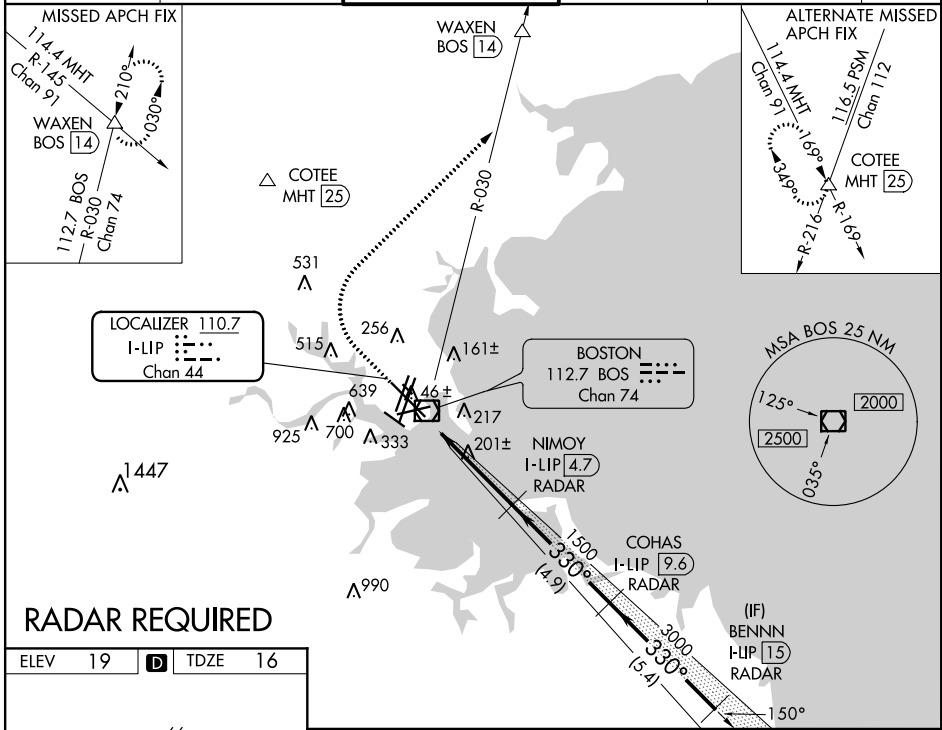 MISSED APCH FIX
114.4 MHT
R-145
Chan 91
210°
030°
WAXEN
BOS 14
112.7 BOS
R-030
Chan 74
WAXEN
BOS 14
R-030
COTEE
MHT 25
ALTERNATE MISSED
APCH FIX
114.4 MHT
Chan 91
116.5 PSM
Chan 112
169°
349°
COTEE
MHT 25
R-216
R-169
531
515
256
161±
LOCALIZER 110.7
I-LIP
Chan 44
BOSTON
112.7 BOS
Chan 74
MSA BOS 25 NM
125°
2000
2500
035°
46±
639
700
925
333
217
201±
1447
990
NIMOY
I-LIP 4.7
RADAR
1500
330°
(4.9)
COHAS
I-LIP 9.6
RADAR
3000
330°
(5.4)
(IF)
BENNN
I-LIP 15
RADAR
150°
RADAR REQUIRED
ELEV 19 D TDZE 16